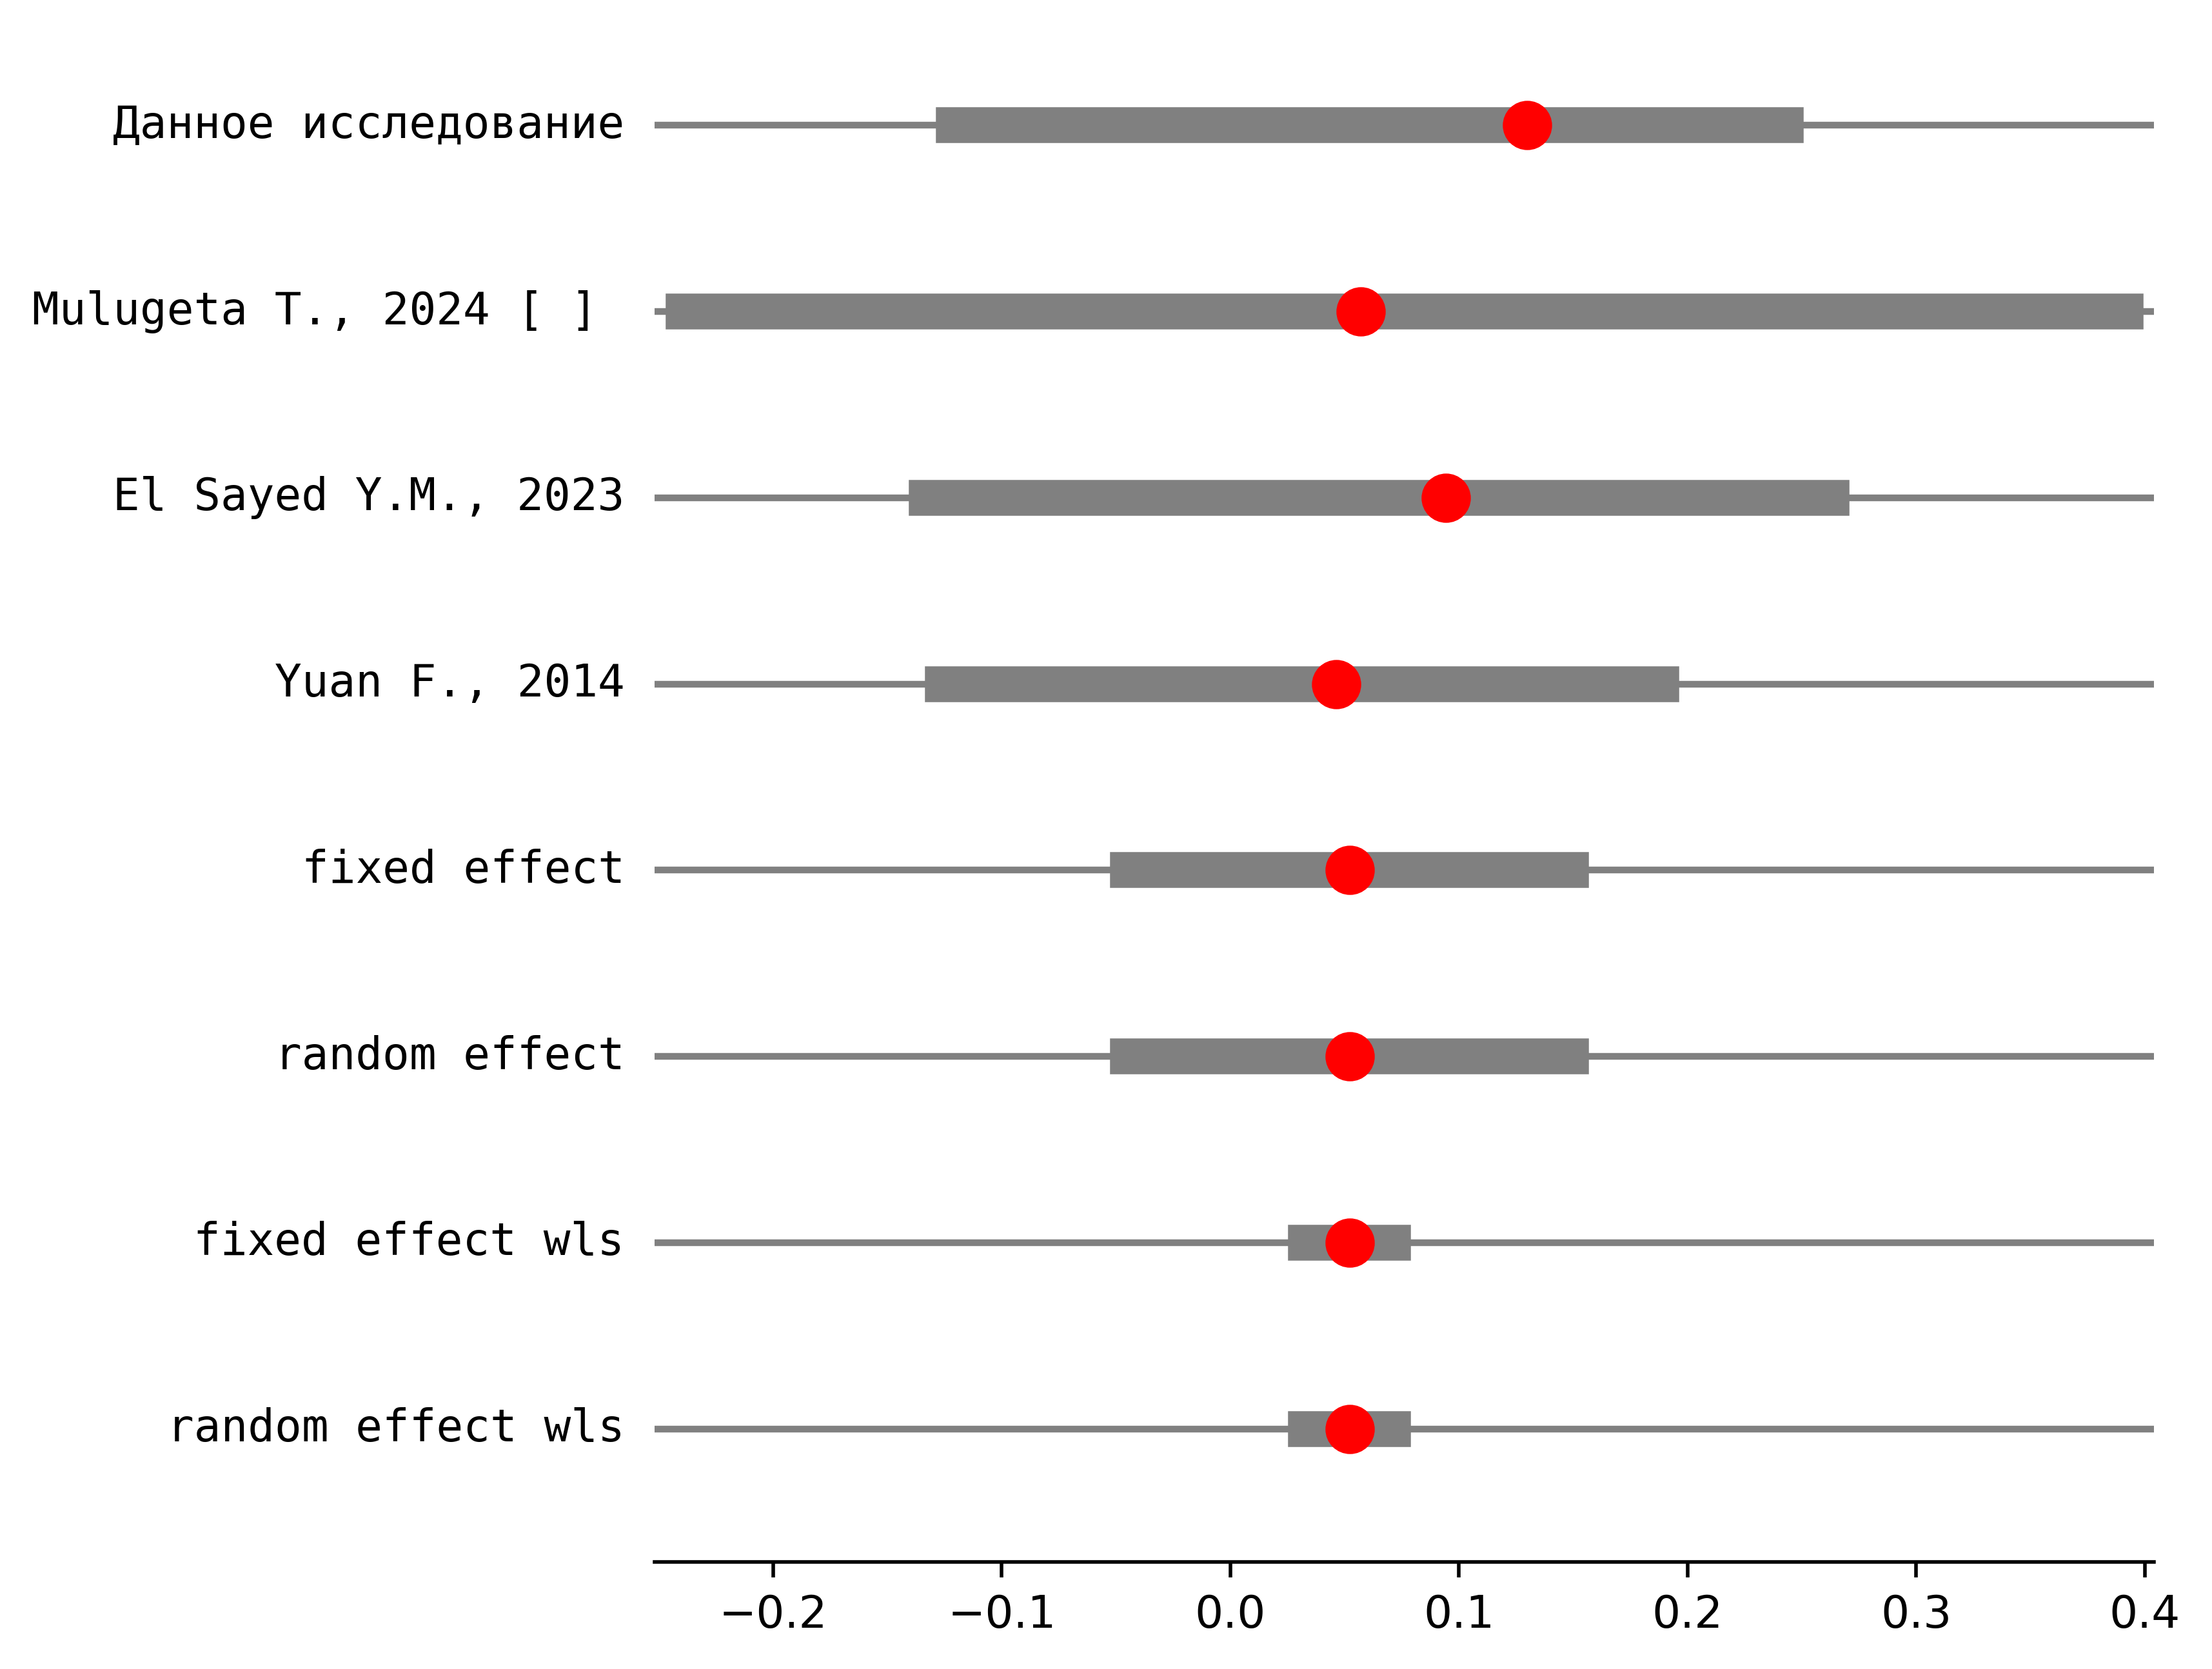 Данное исследование
Mulugeta T., 2024 [ ]
El Sayed Y.M., 2023
Yuan F., 2014
fixed effect
random effect
fixed effect wls
random effect wls
−0.2 −0.1 0.0 0.1 0.2 0.3 0.4